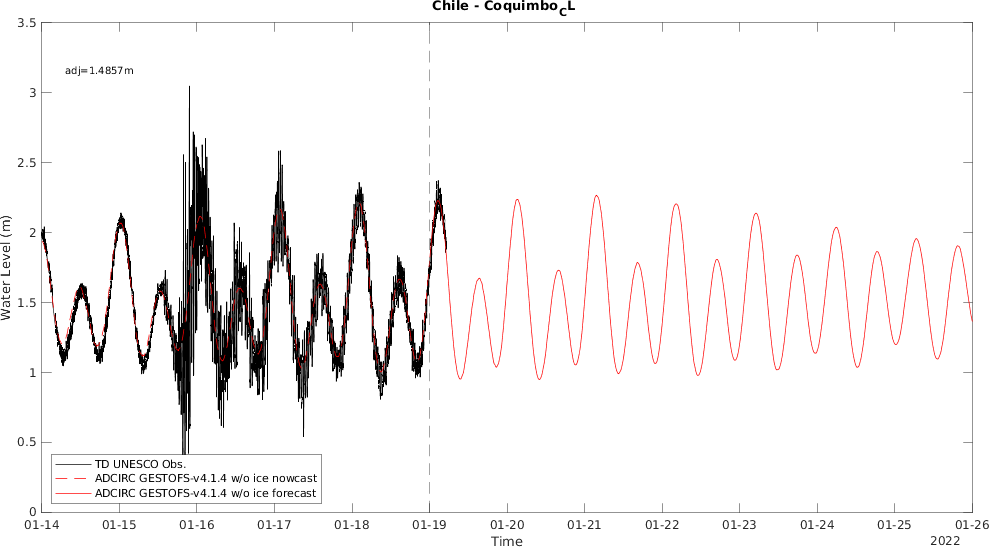 Chile - Coquimbo_CL
3.5
adj=1.4857m
3
2.5
2
Water Level (m)
1.5
1
0.5
TD UNESCO Obs.
ADCIRC GESTOFS-v4.1.4 w/o ice nowcast
ADCIRC GESTOFS-v4.1.4 w/o ice forecast
0
01-14 01-15 01-16 01-17 01-18 01-19 01-20 01-21 01-22 01-23 01-24 01-25 01-26
Time
2022